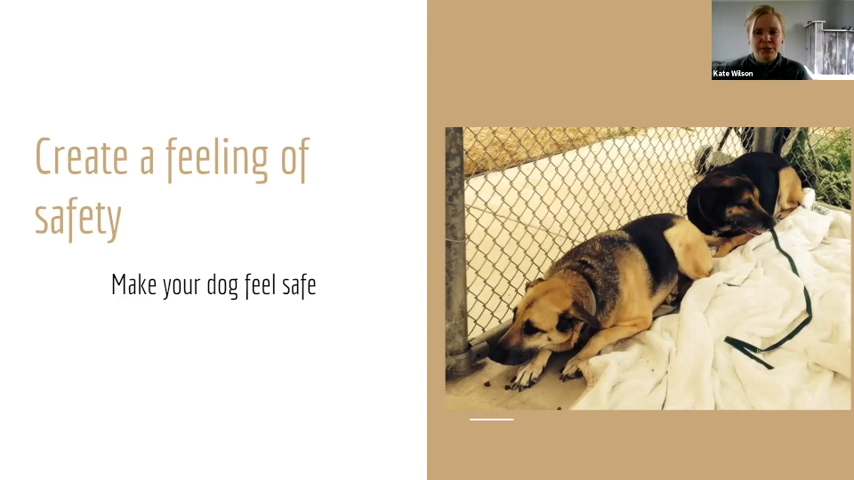 Create a feeling of
safety
Make your dog feel safe
Kate Wilson